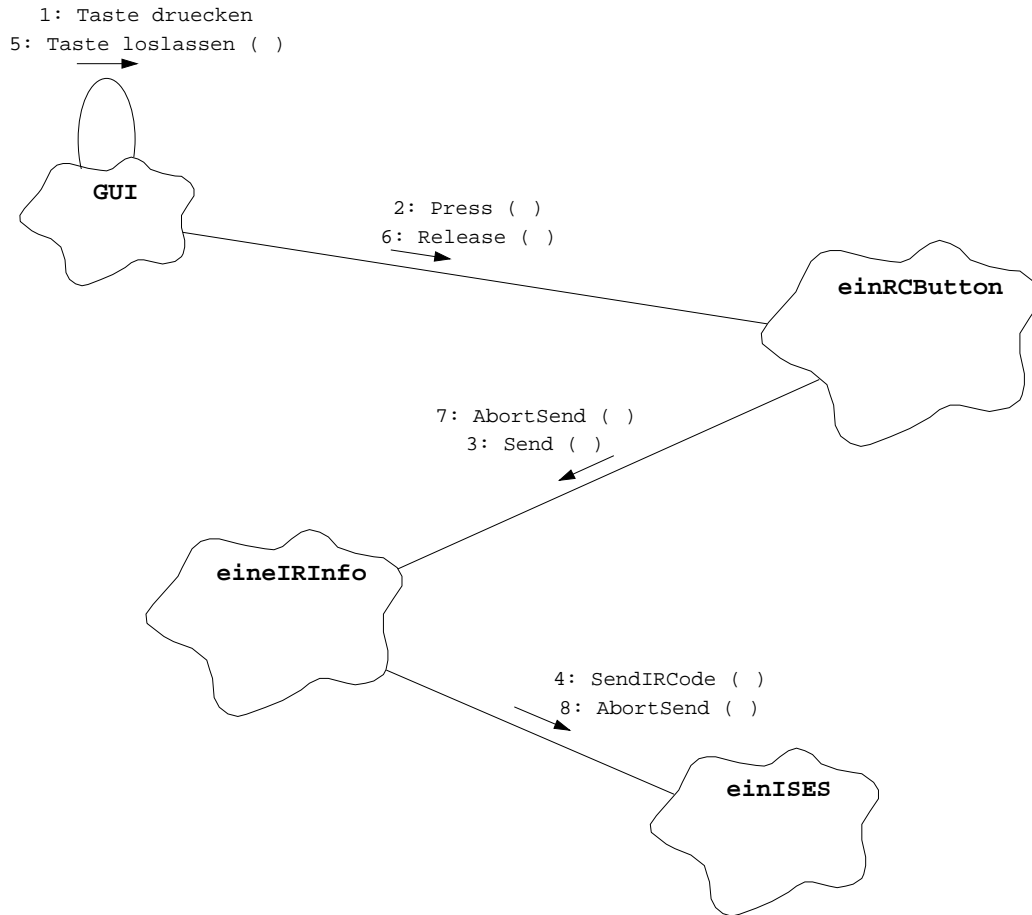 1: Taste druecken
5: Taste loslassen ( )
GUI
2: Press ( )
6: Release ( )
einRCButton
7: AbortSend ( )
3: Send ( )
eineIRInfo
4: SendIRCode ( )
8: AbortSend ( )
einISES